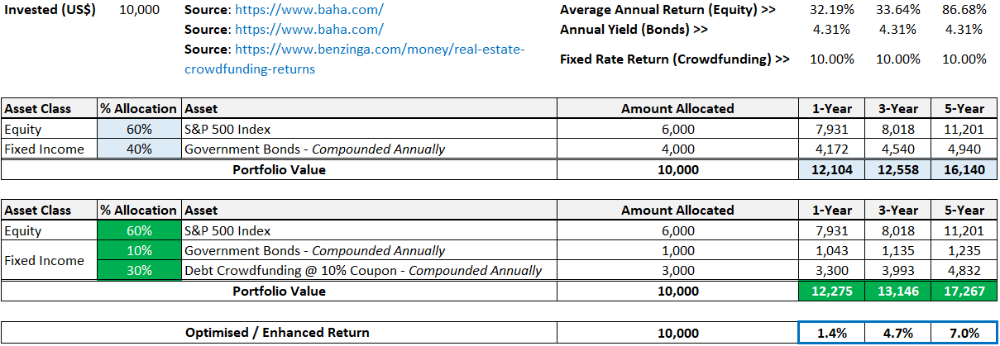 Invested (US$) 10,000 Source: https://www.baha.com/ Average Annual Return (Equity) >> 32.19% 33.64% 86.68%
Source: https://www.baha.com/ Annual Yield (Bonds) >> 4.31% 4.31% 4.31%
Source: https://www.benzinga.com/money/real-estate-
crowdfunding-returns Fixed Rate Return (Crowdfunding) >> 10.00% 10.00% 10.00%
Asset Class % Allocation Asset Amount Allocated 1-Year 3-Year 5-Year
Equity 60% S&P 500 Index 6,000 7,931 8,018 11,201
Fixed Income 40% Government Bonds - Compounded Annually 4,000 4,172 4,540 4,940
Portfolio Value 10,000 12,104 12,558 16,140
Asset Class % Allocation Asset Amount Allocated 1-Year 3-Year 5-Year
Equity 60% S&P 500 Index 6,000 7,931 8,018 11,201
Fixed Income 10% Government Bonds - Compounded Annually 1,000 1,043 1,135 1,235
30% Debt Crowdfunding @ 10% Coupon - Compounded Annually 3,000 3,300 3,993 4,832
Portfolio Value 10,000 12,275 13,146 17,267
Optimised / Enhanced Return 10,000 1.4% 4.7% 7.0%